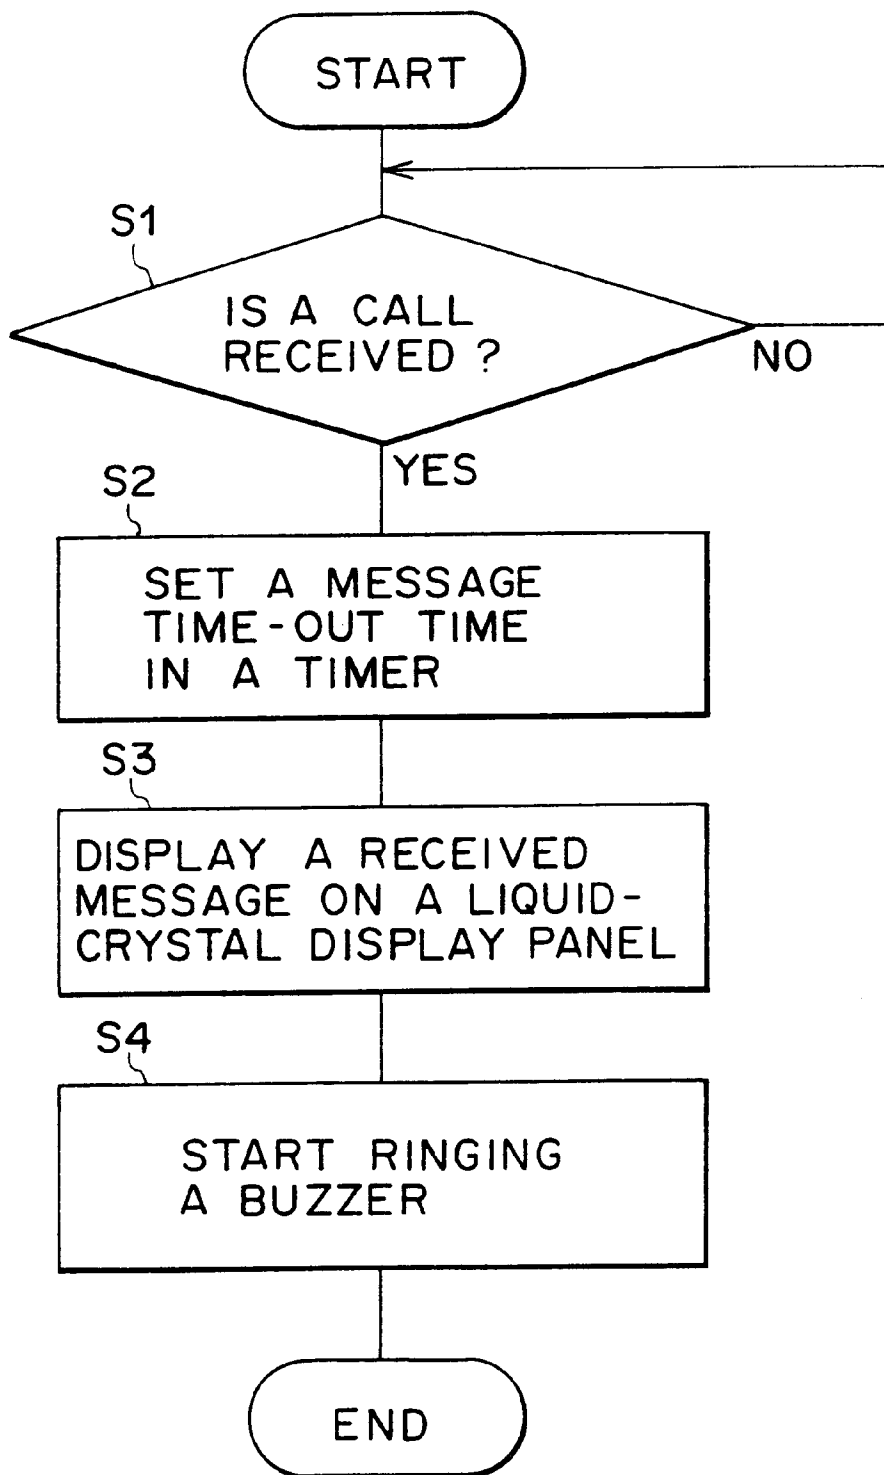 START
S1
IS A CALL
RECEIVED ?
NO
YES
S2
SET A MESSAGE
TIME-OUT TIME
IN A TIMER
S3
DISPLAY A RECEIVED
MESSAGE ON A LIQUID-
CRYSTAL DISPLAY PANEL
S4
START RINGING
A BUZZER
END